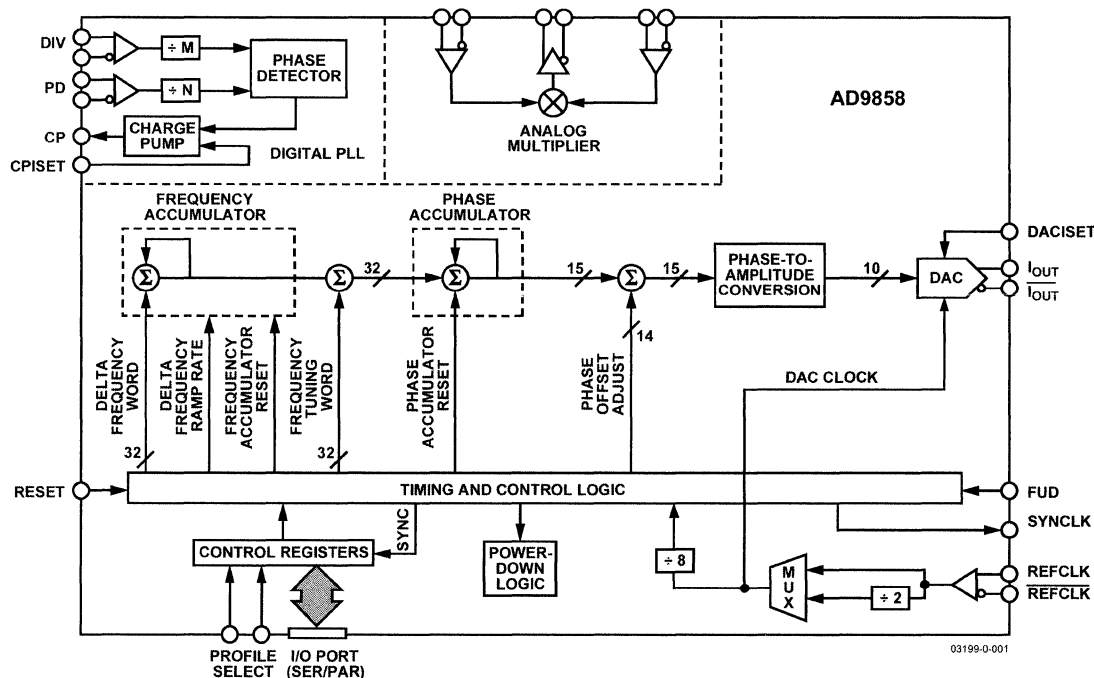 DIV
÷ M
PHASE
DETECTOR
PD
÷ N
CP
CHARGE
PUMP
CPISET
DIGITAL PLL
ANALOG
MULTIPLIER
AD9858
FREQUENCY
ACCUMULATOR
PHASE
ACCUMULATOR
Σ
Σ
32
Σ
15
Σ
15
PHASE-TO-
AMPLITUDE
CONVERSION
10
DAC
DACISET
IOUT
IOUT
DELTA
FREQUENCY
WORD
32
DELTA
FREQUENCY
RAMP RATE
FREQUENCY
ACCUMULATOR
RESET
FREQUENCY
TUNING
WORD
32
PHASE
ACCUMULATOR
RESET
PHASE
OFFSET
ADJUST
14
DAC CLOCK
RESET
TIMING AND CONTROL LOGIC
FUD
SYNCLK
SYNC
CONTROL REGISTERS
POWER-
DOWN
LOGIC
÷ 8
MUX
÷ 2
REFCLK
REFCLK
PROFILE
SELECT
I/O PORT
(SER/PAR)
03199-0-001